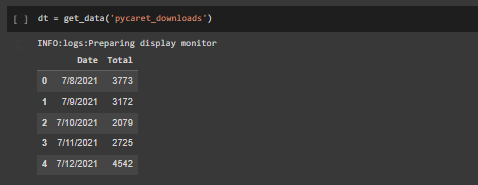 [ ] dt = get_data('pycaret_downloads')
INFO:logs:Preparing display monitor
Date Total
0 7/8/2021 3773
1 7/9/2021 3172
2 7/10/2021 2079
3 7/11/2021 2725
4 7/12/2021 4542